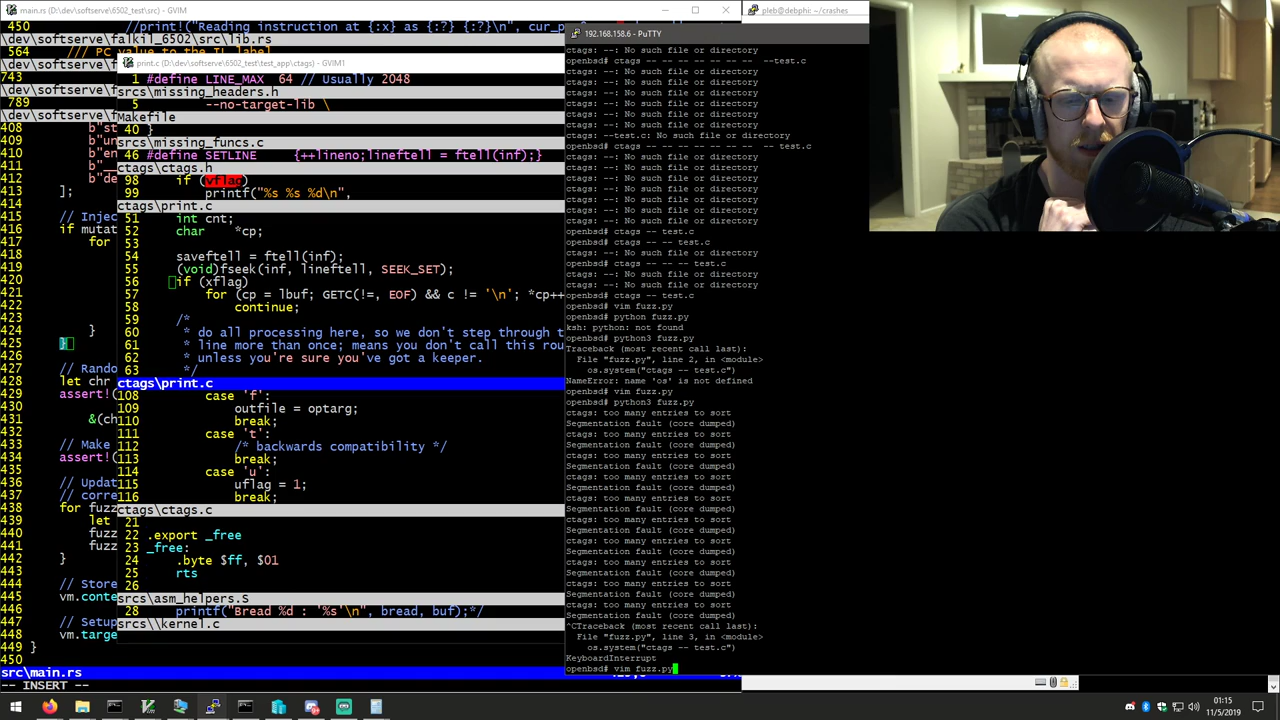 main.rs (D:\dev\softserve\6502_test\src) - GVIM
450     //print!("Reading instruction at {:x} as {:?} {:?}\n", cur_p
\dev\softserve\falkil_6502\src\lib.rs
564     /// PC value to the IL label
743
\dev\softserve\
789
\dev\softserve\
408         b"st
409         b"un
410         b"en
411         b"
412         b"de
413     ];
414
415     // Injec
416     if mutat
417         for
418
419
420
421
422
423
424         }
425     }
426
427     // Rando
428     let chr
429     assert!(
430
431         &(ch
432
433     // Make
434     assert!(
435
436     // Updat
437     // corre
438     for fuzz
439         let
440         fuzz
441         fuzz
442     }
443
444     // Store
445     vm.conte
446
447     // Setup
448     vm.targe
449 }
450
src\main.rs
-- INSERT --
print.c (D:\dev\softserve\6502_test\test_app\ctags) - GVIM1
1 #define LINE_MAX  64 // Usually 2048
srcs\missing_headers.h
5         --no-target-lib \
Makefile
40 }
srcs\missing_funcs.c
46 #define SETLINE     {++lineno;lineftell = ftell(inf);}
ctags\ctags.h
98     if (vflag)
99         printf("%s %s %d\n",
ctags\print.c
51     int cnt;
52     char    *cp;
53
54     saveftell = ftell(inf);
55     (void)fseek(inf, lineftell, SEEK_SET);
56     if (xflag)
57         for (cp = lbuf; GETC(!=, EOF) && c != '\n'; *cp++
58             continue;
59     /*
60      * do all processing here, so we don't step through t
61      * line more than once; means you don't call this rou
62      * unless you're sure you've got a keeper.
63      */
ctags\print.c
108         case 'f':
109             outfile = optarg;
110             break;
111         case 't':
112             /* backwards compatibility */
113             break;
114         case 'u':
115             uflag = 1;
116             break;
ctags\ctags.c
21
22 .export _free
23 _free:
24     .byte $ff, $01
25     rts
srcs\asm_helpers.S
28     printf("Bread %d : '%s'\n", bread, buf);*/
srcs\\kernel.c
192.168.158.6 - PuTTY
ctags: --: No such file or directory
openbsd# ctags -- -- -- -- -- -- --  --test.c
ctags: --: No such file or directory
ctags: --: No such file or directory
ctags: --: No such file or directory
ctags: --: No such file or directory
ctags: --: No such file or directory
ctags: --: No such file or directory
ctags: --test.c: No such file or directory
openbsd# ctags -- -- -- -- -- -- --  -- test.c
ctags: --: No such file or directory
ctags: --: No such file or directory
ctags: --: No such file or directory
ctags: --: No such file or directory
ctags: --: No such file or directory
ctags: --: No such file or directory
ctags: --: No such file or directory
openbsd# ctags -- test.c
openbsd# ctags -- -- test.c
ctags: --: No such file or directory
openbsd# ctags -- -- -- test.c
ctags: --: No such file or directory
ctags: --: No such file or directory
openbsd# ctags -- test.c
openbsd# vim fuzz.py
openbsd# python fuzz.py
ksh: python: not found
openbsd# python3 fuzz.py
Traceback (most recent call last):
  File "fuzz.py", line 2, in <module>
    os.system("ctags -- test.c")
NameError: name 'os' is not defined
openbsd# vim fuzz.py
openbsd# python3 fuzz.py
ctags: too many entries to sort
Segmentation fault (core dumped)
ctags: too many entries to sort
Segmentation fault (core dumped)
ctags: too many entries to sort
Segmentation fault (core dumped)
ctags: too many entries to sort
Segmentation fault (core dumped)
ctags: too many entries to sort
Segmentation fault (core dumped)
ctags: too many entries to sort
Segmentation fault (core dumped)
ctags: too many entries to sort
Segmentation fault (core dumped)
ctags: too many entries to sort
Segmentation fault (core dumped)
ctags: too many entries to sort
Segmentation fault (core dumped)
ctags: too many entries to sort
Segmentation fault (core dumped)
^CTraceback (most recent call last):
  File "fuzz.py", line 3, in <module>
    os.system("ctags -- test.c")
KeyboardInterrupt
openbsd# vim fuzz.py
pleb@debphi: ~/crashes
01:15
11/5/2019